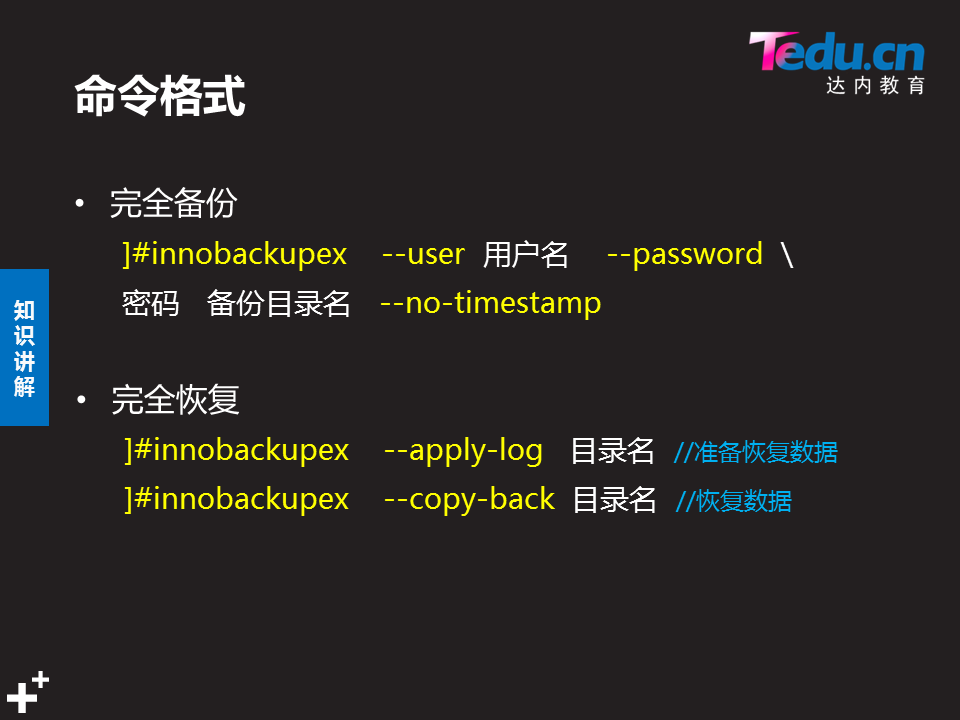 Tedu.cn
达内教育
命令格式
• 完全备份
]#innobackupex --user 用户名 --password \
密码 备份目录名 --no-timestamp
知识讲解
• 完全恢复
]#innobackupex --apply-log 目录名 //准备恢复数据
]#innobackupex --copy-back 目录名 //恢复数据